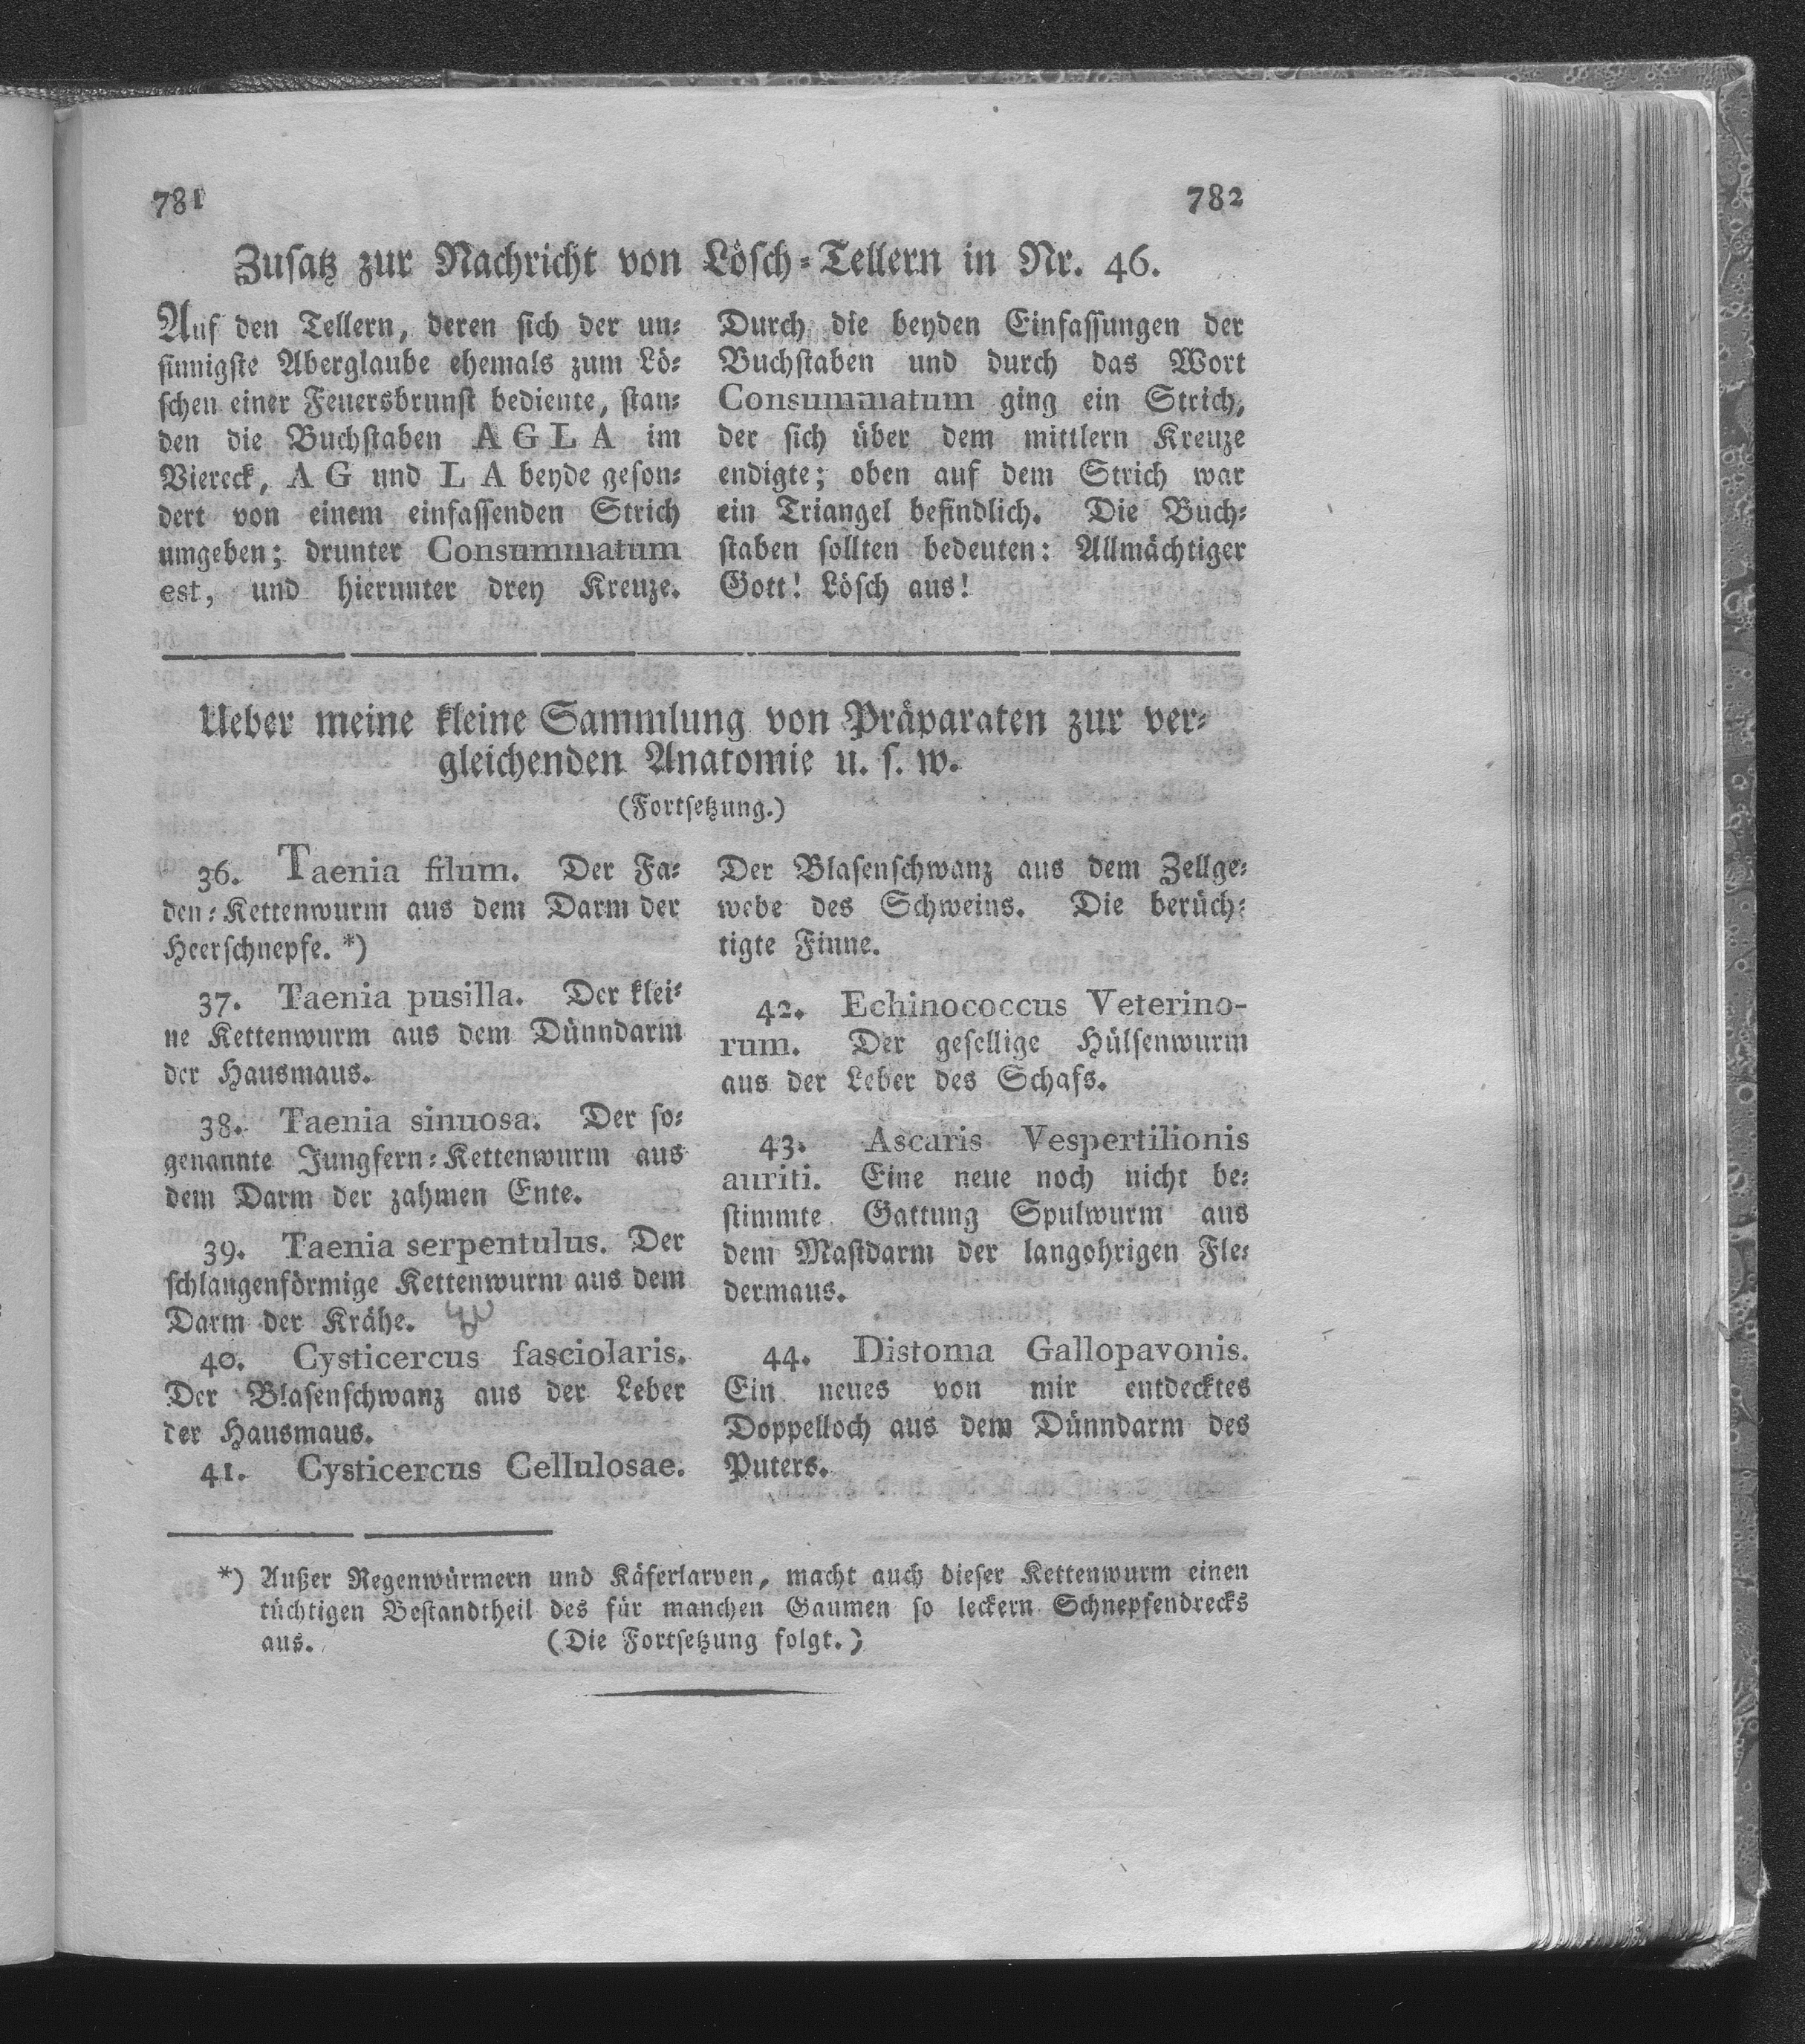 781
782
Zusatz zur Nachricht von Lösch-Tellern in Nr. 46.
Auf den Tellern, deren sich der un-
sinnigste Aberglaube ehemals zum Lö-
schen einer Feuersbrunst bediente, stan-
den die Buchstaben A G L A im
Viereck, A G und L A beyde geson-
dert von einem einfassenden Strich
umgeben; drunter Consummatum
est, und hierunter drey Kreuze.
Durch die beyden Einfassungen der
Buchstaben und durch das Wort
Consummatum ging ein Strich,
der sich über dem mittlern Kreuze
endigte; oben auf dem Strich war
ein Triangel befindlich. Die Buch-
staben sollten bedeuten: Allmächtiger
Gott! Lösch aus!
Ueber meine kleine Sammlung von Präparaten zur ver-
gleichenden Anatomie u. s. w.
(Fortsetzung.)
36. Taenia filum. Der Fa-
den-Kettenwurm aus dem Darm der
Heerschnepfe. *)
37. Taenia pusilla. Der klei-
ne Kettenwurm aus dem Dünndarm
der Hausmaus.
38. Taenia sinuosa. Der so-
genannte Jungfern-Kettenwurm aus
dem Darm der zahmen Ente.
39. Taenia serpentulus. Der
schlangenförmige Kettenwurm aus dem
Darm der Krähe.
40. Cysticercus fasciolaris.
Der Blasenschwanz aus der Leber
der Hausmaus.
41. Cysticercus Cellulosae.
Der Blasenschwanz aus dem Zellge-
webe des Schweins. Die berüch-
tigte Finne.
42. Echinococcus Veterino-
rum. Der gesellige Hülsenwurm
aus der Leber des Schafs.
43. Ascaris Vespertilionis
auriti. Eine neue noch nicht be-
stimmte Gattung Spulwurm aus
dem Mastdarm der langohrigen Fle-
dermaus.
44. Distoma Gallopavonis.
Ein neues von mir entdecktes
Doppelloch aus dem Dünndarm des
Puters.
*) Außer Regenwürmern und Käferlarven, macht auch dieser Kettenwurm einen
tüchtigen Bestandtheil des für manchen Gaumen so leckern Schnepfendrecks
aus. (Die Fortsetzung folgt.)